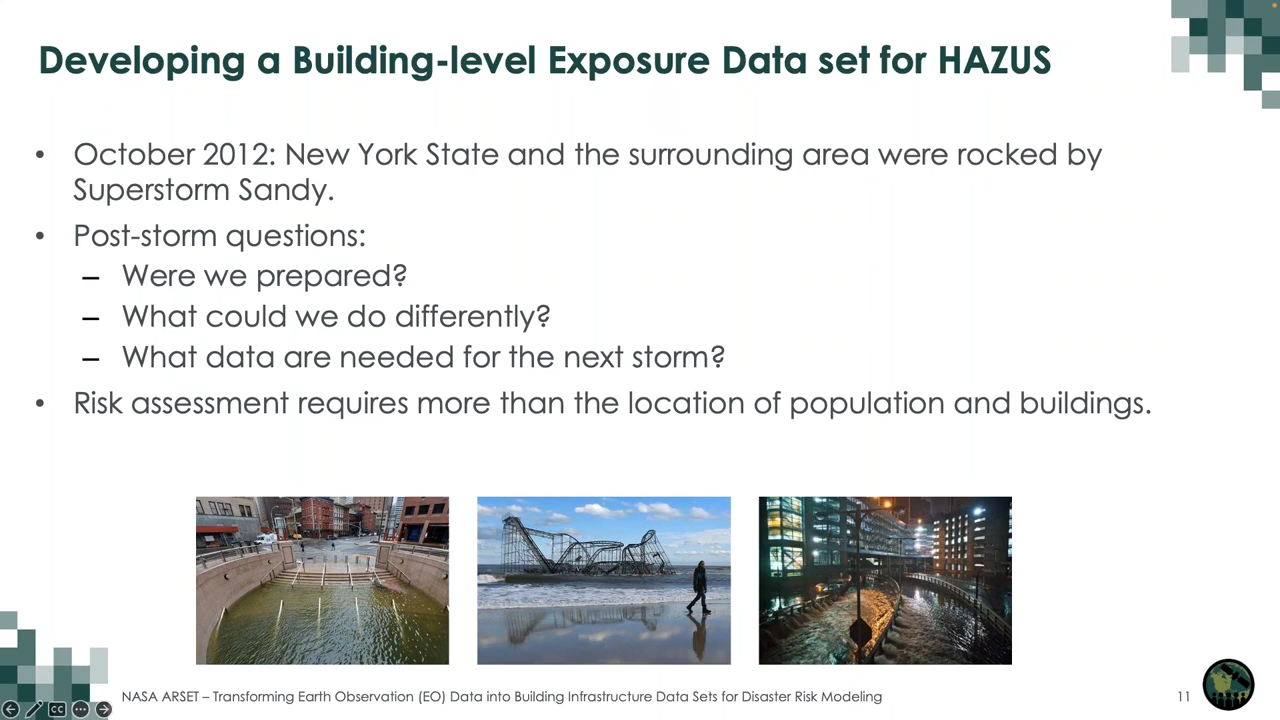 Developing a Building-level Exposure Data set for HAZUS
• October 2012: New York State and the surrounding area were rocked by
Superstorm Sandy.
• Post-storm questions:
– Were we prepared?
– What could we do differently?
– What data are needed for the next storm?
• Risk assessment requires more than the location of population and buildings.
CC
NASA ARSET – Transforming Earth Observation (EO) Data into Building Infrastructure Data Sets for Disaster Risk Modeling
11